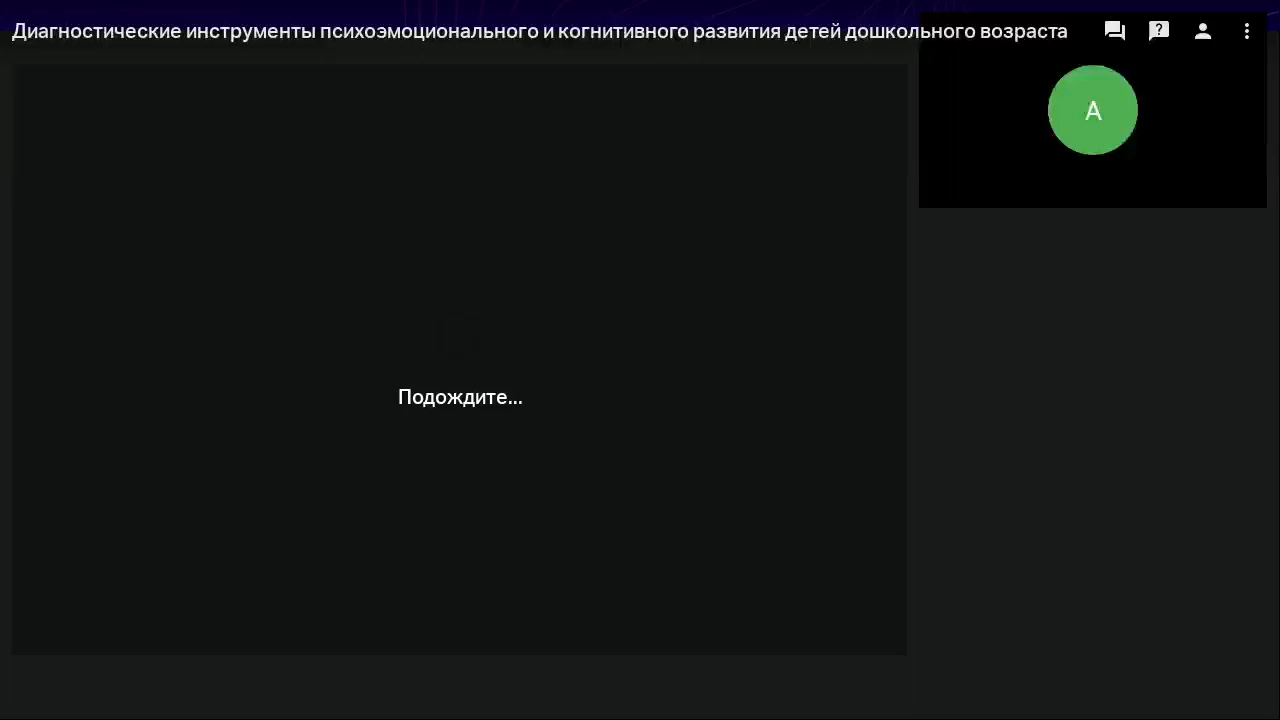 Диагностические инструменты психоэмоционального и когнитивного развития детей дошкольного возраста
A
Подождите...